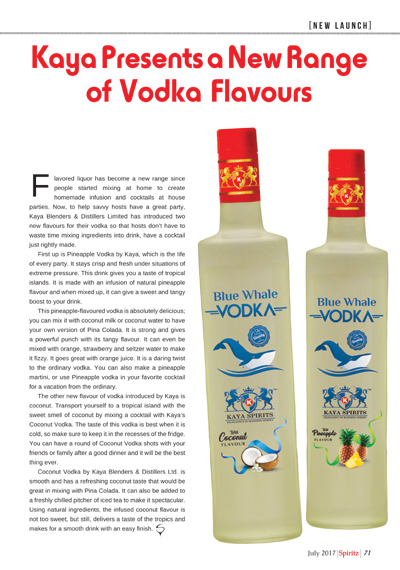 [NEW LAUNCH]
Kaya Presents a New Range
of Vodka Flavours
Flavored liquor has become a new range since
people started mixing at home to create
homemade infusion and cocktails at house
parties. Now, to help savvy hosts have a great party,
Kaya Blenders & Distillers Limited has introduced two
new flavours for their vodka so that hosts don't have to
waste time mixing ingredients into drink, have a cocktail
just rightly made.
First up is Pineapple Vodka by Kaya, which is the life
of every party. It stays crisp and fresh under situations of
extreme pressure. This drink gives you a taste of tropical
islands. It is made with an infusion of natural pineapple
flavour and when mixed up, it can give a sweet and tangy
boost to your drink.
This pineapple-flavoured vodka is absolutely delicious;
you can mix it with coconut milk or coconut water to have
your own version of Pina Colada. It is strong and gives
a powerful punch with its tangy flavour. It can even be
mixed with orange, strawberry and seltzer water to make
it fizzy. It goes great with orange juice. It is a daring twist
to the ordinary vodka. You can also make a pineapple
martini, or use Pineapple vodka in your favorite cocktail
for a vacation from the ordinary.
The other new flavour of vodka introduced by Kaya is
coconut. Transport yourself to a tropical island with the
sweet smell of coconut by mixing a cocktail with Kaya's
Coconut Vodka. The taste of this vodka is best when it is
cold, so make sure to keep it in the recesses of the fridge.
You can have a round of Coconut Vodka shots with your
friends or family after a good dinner and it will be the best
thing ever.
Coconut Vodka by Kaya Blenders & Distillers Ltd. is
smooth and has a refreshing coconut taste that would be
great in mixing with Pina Colada. It can also be added to
a freshly chilled pitcher of iced tea to make it spectacular.
Using natural ingredients, the infused coconut flavour is
not too sweet, but still, delivers a taste of the tropics and
makes for a smooth drink with an easy finish.
Blue Whale
VODKA
K
KAYA SPIRITS
With
Coconut
FLAVOUR
Blue Whale
VODKA
K
KAYA SPIRITS
With
Pineapple
FLAVOUR
July 2017|Spiritz| 71